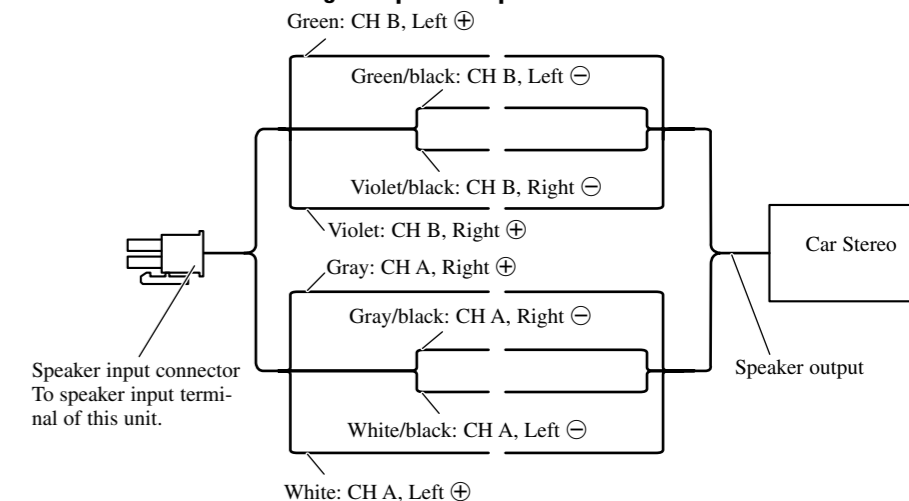 Green: CH B, Left ⊕
Green/black: CH B, Left ⊖
Violet/black: CH B, Right ⊖
Violet: CH B, Right ⊕
Gray: CH A, Right ⊕
Car Stereo
Gray/black: CH A, Right ⊖
Speaker input connector
To speaker input termi-
nal of this unit.
Speaker output
White/black: CH A, Left ⊖
White: CH A, Left ⊕